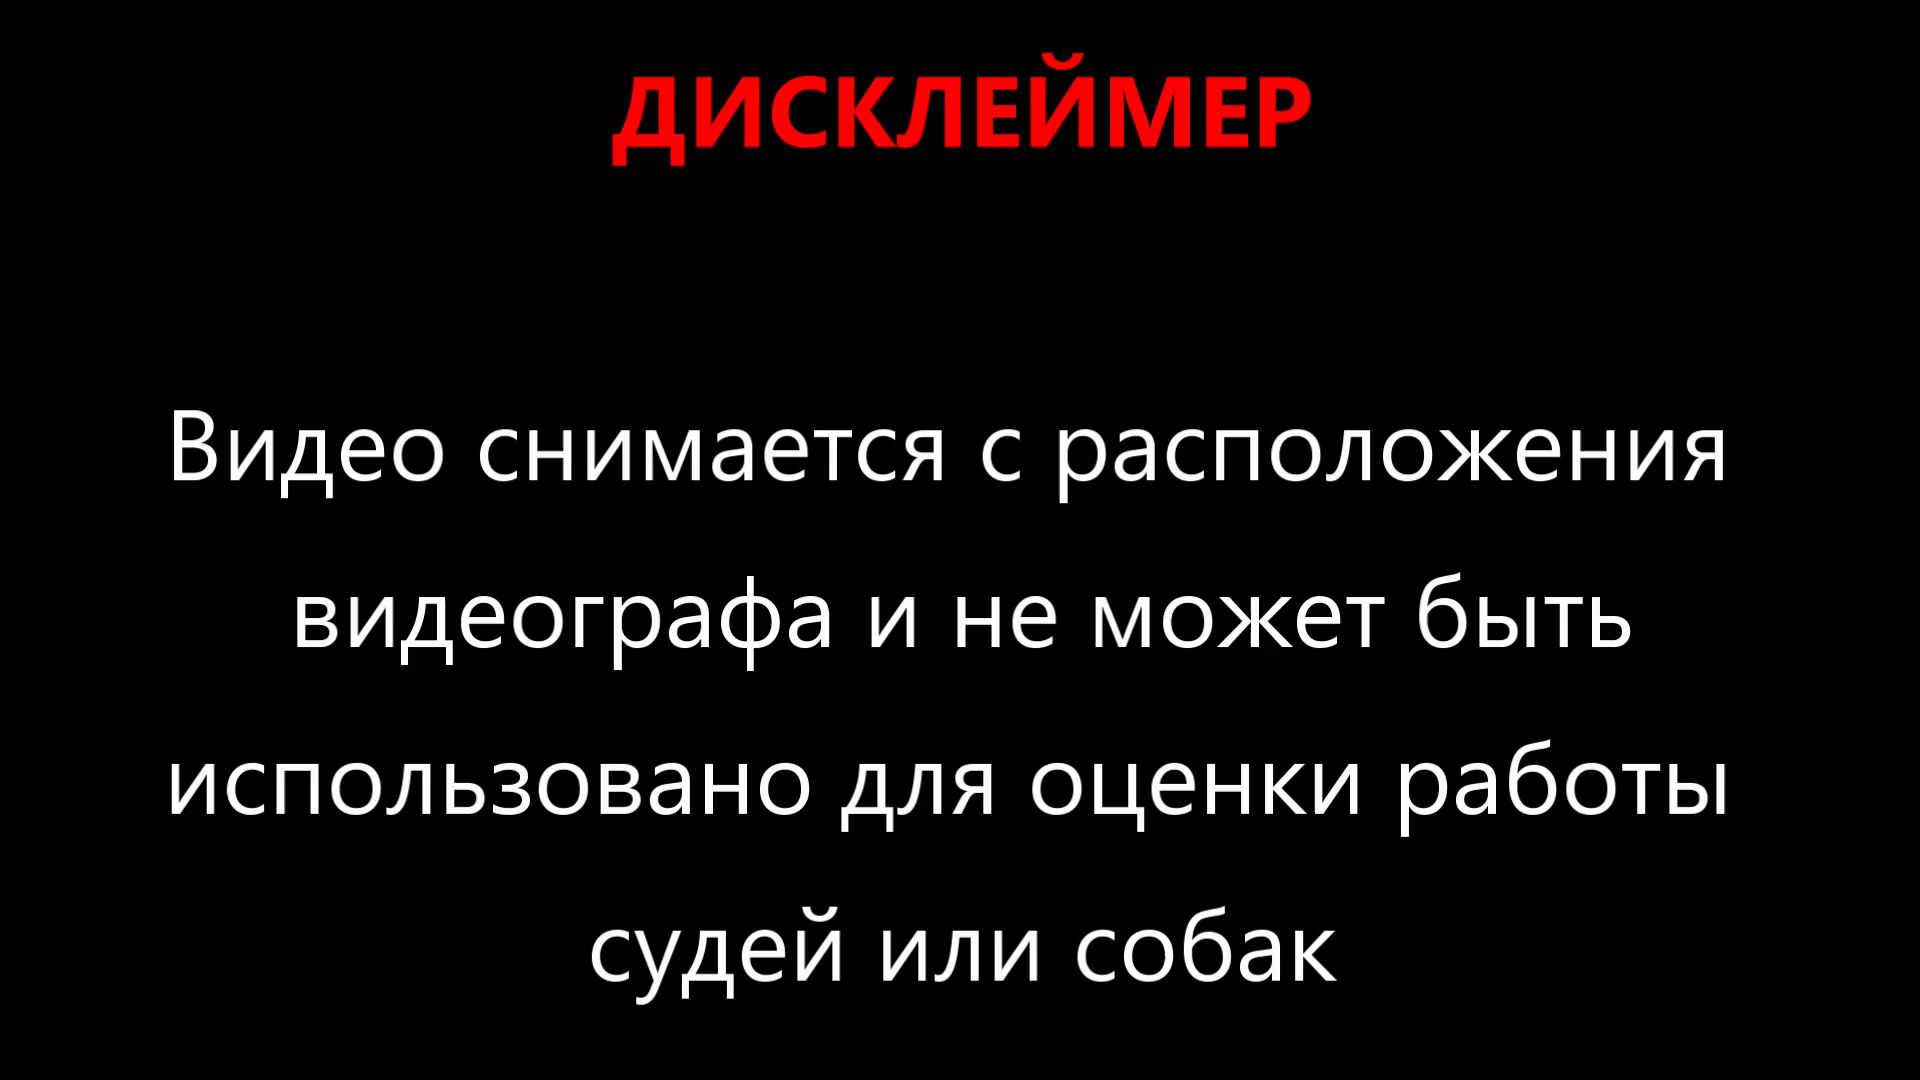 ДИСКЛЕЙМЕР
Видео снимается с расположения
видеографа и не может быть
использовано для оценки работы
судей или собак